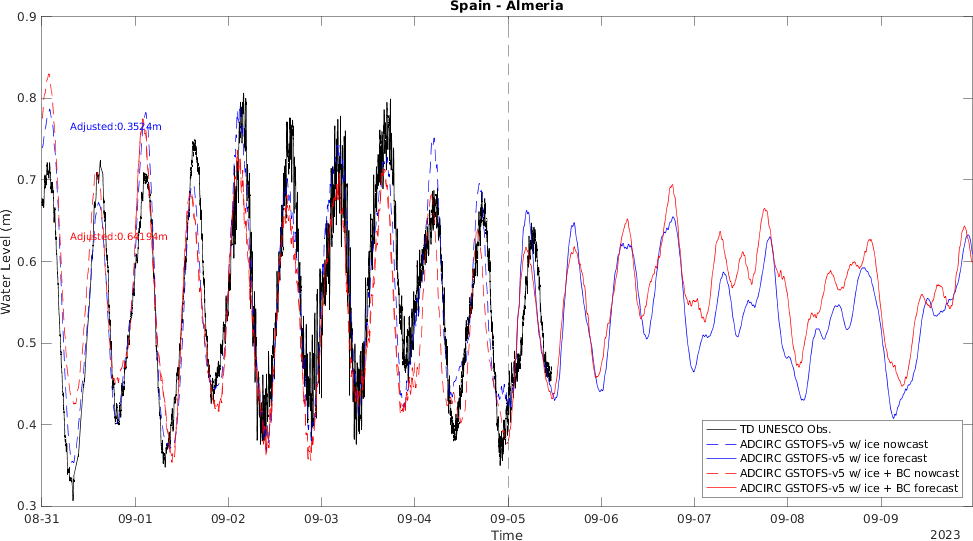 Spain - Almeria
0.9
0.8
0.7
0.6
0.5
0.4
0.3
Water Level (m)
Adjusted:0.3524m
Adjusted:0.64194m
TD UNESCO Obs.
ADCIRC GSTOFS-v5 w/ ice nowcast
ADCIRC GSTOFS-v5 w/ ice forecast
ADCIRC GSTOFS-v5 w/ ice + BC nowcast
ADCIRC GSTOFS-v5 w/ ice + BC forecast
08-31 09-01 09-02 09-03 09-04 09-05 09-06 09-07 09-08 09-09
Time
2023